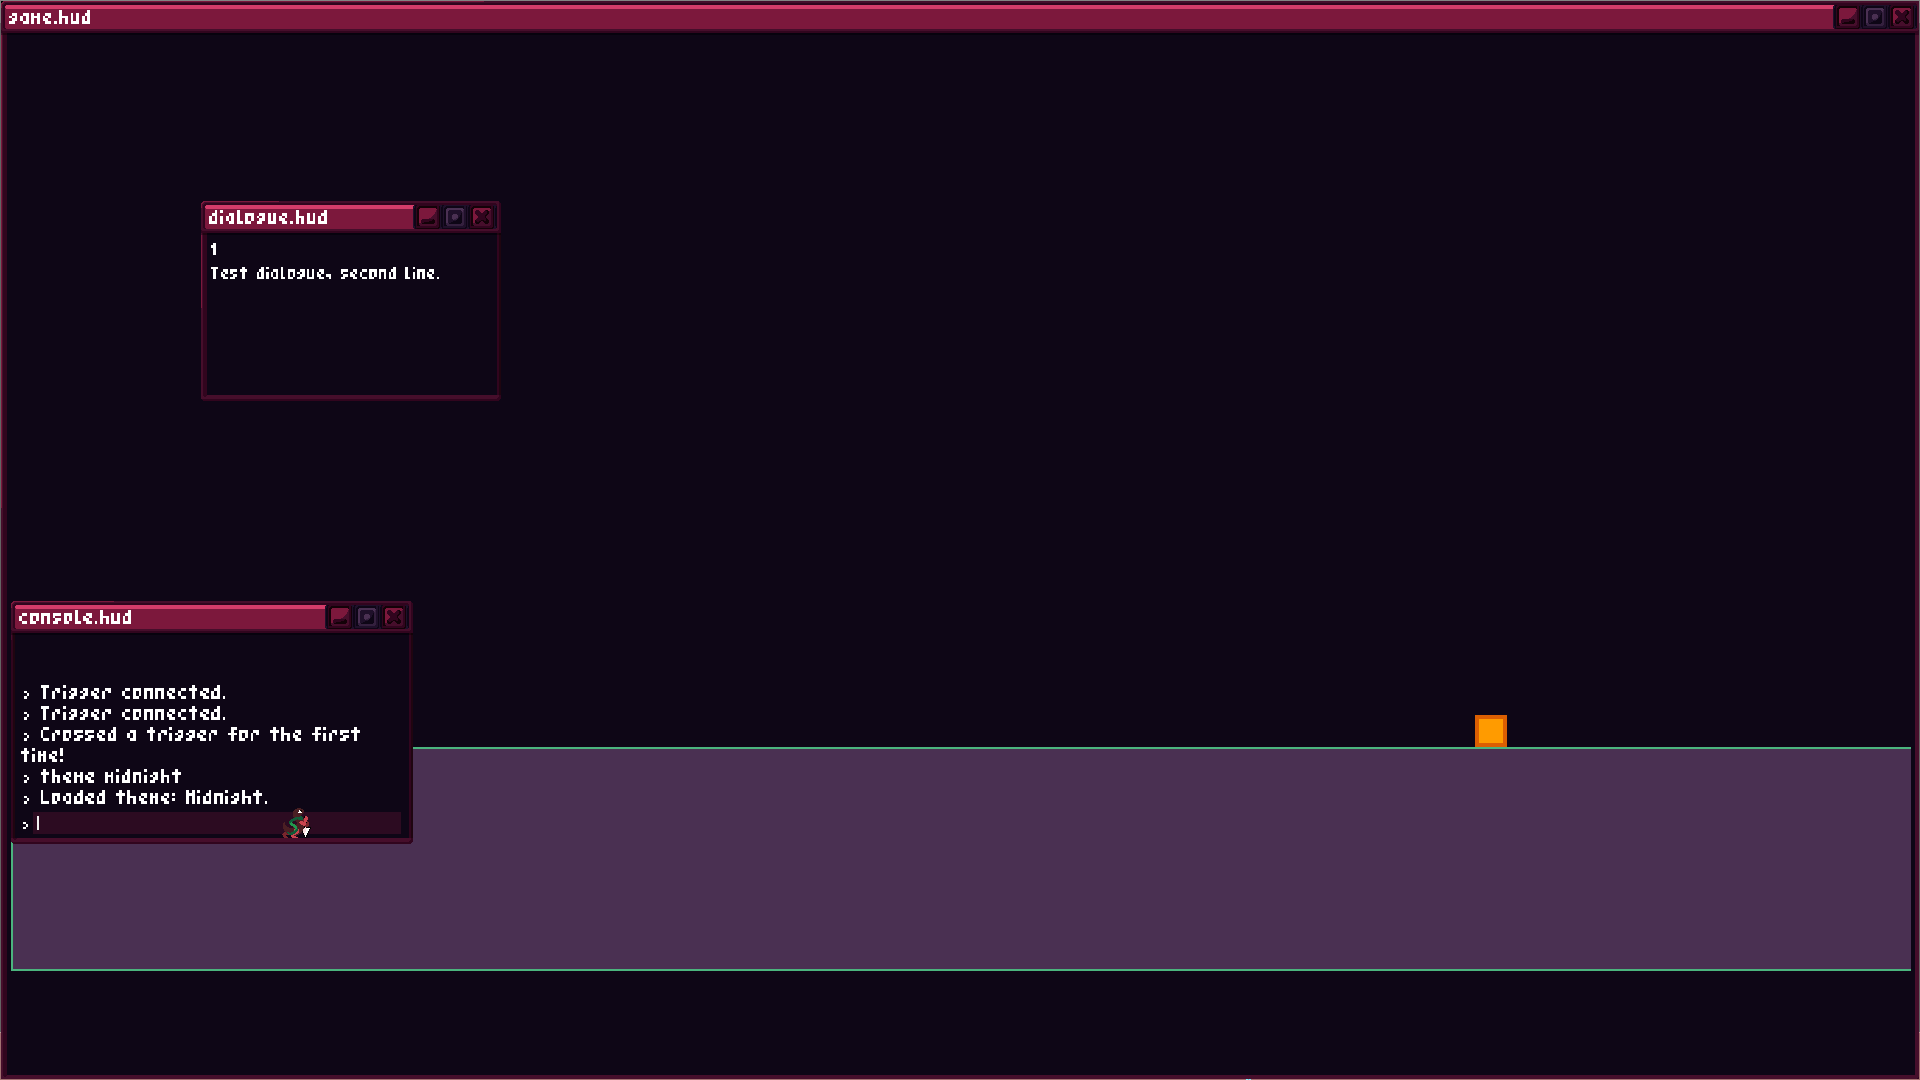 game.hud
dialogue.hud
1
Test dialogue, second line.
console.hud
> Trigger connected.
> Trigger connected.
> Crossed a trigger for the first
time!
> theme midnight
> Loaded theme: Midnight.
>